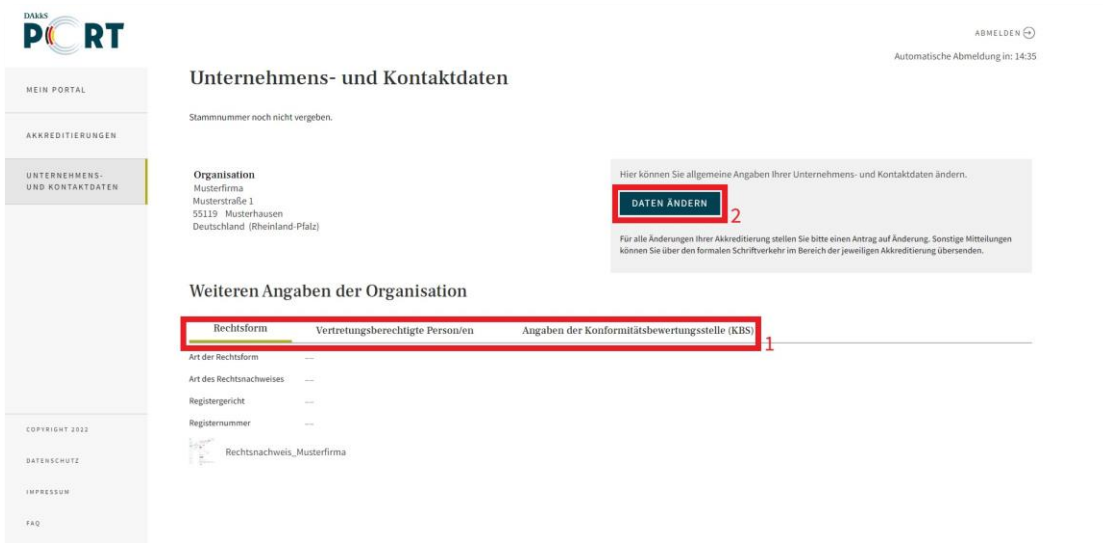 DAkkS
PORT
ABMELDEN
Automatische Abmeldung in: 14:35
MEIN PORTAL
AKKREDITIERUNGEN
UNTERNEHMENS-
UND KONTAKTDATEN
Unternehmens- und Kontaktdaten
Stammnummer noch nicht vergeben.
Organisation
Musterfirma
Musterstraße 1
55119 Musterhausen
Deutschland (Rheinland-Pfalz)
Hier können Sie allgemeine Angaben Ihrer Unternehmens- und Kontaktdaten ändern.
DATEN ÄNDERN
2
Für alle Änderungen Ihrer Akkreditierung stellen Sie bitte einen Antrag auf Änderung. Sonstige Mitteilungen
können Sie über den formalen Schriftverkehr im Bereich der jeweiligen Akkreditierung übersenden.
Weiteren Angaben der Organisation
Rechtsform Vertretungsberechtigte Person/en Angaben der Konformitätsbewertungsstelle (KBS)
1
Art der Rechtsform ---
Art des Rechtsnachweises ---
Registergericht ---
Registernummer ---
Rechtsnachweis_Musterfirma
COPYRIGHT 2022
DATENSCHUTZ
IMPRESSUM
FAQ